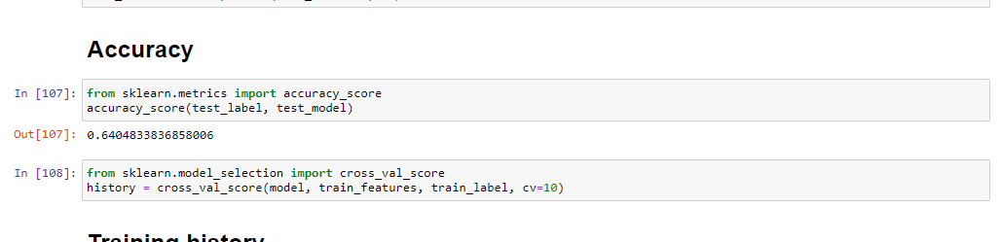 Accuracy
In [107]: from sklearn.metrics import accuracy_score
accuracy_score(test_label, test_model)
Out[107]: 0.6404833836858006
In [108]: from sklearn.model_selection import cross_val_score
history = cross_val_score(model, train_features, train_label, cv=10)
Training history